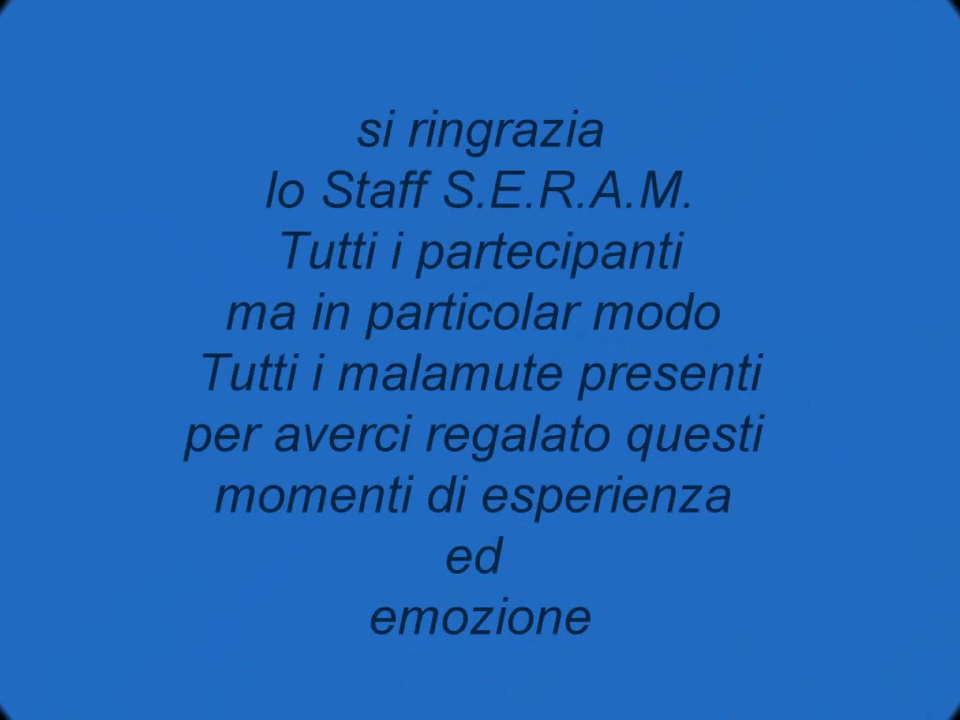 si ringrazia
lo Staff S.E.R.A.M.
Tutti i partecipanti
ma in particolar modo
Tutti i malamute presenti
per averci regalato questi
momenti di esperienza
ed
emozione